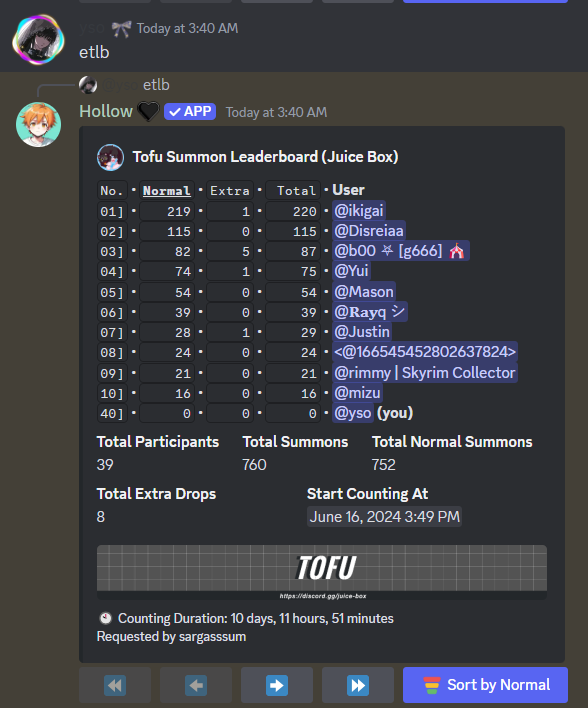 Today at 3:40 AM
etlb
etlb
Hollow 🖤 ✓ APP Today at 3:40 AM
Tofu Summon Leaderboard (Juice Box)
No. • Normal • Extra • Total • User
01] • 219 • 1 • 220 • @ikigai
02] • 115 • 0 • 115 • @Disreiaa
03] • 82 • 5 • 87 • @b00 ⛧ [g666] 🎪
04] • 74 • 1 • 75 • @Yui
05] • 54 • 0 • 54 • @Mason
06] • 39 • 0 • 39 • @𝐑𝐚𝐲q シ
07] • 28 • 1 • 29 • @Justin
08] • 24 • 0 • 24 • <@166545452802637824>
09] • 21 • 0 • 21 • @rimmy | Skyrim Collector
10] • 16 • 0 • 16 • @mizu
40] • 0 • 0 • 0 • @yso (you)
Total Participants Total Summons Total Normal Summons
39 760 752
Total Extra Drops Start Counting At
8 June 16, 2024 3:49 PM
TOFU
https://discord.gg/juice-box
Counting Duration: 10 days, 11 hours, 51 minutes
Requested by sargasssum
Sort by Normal